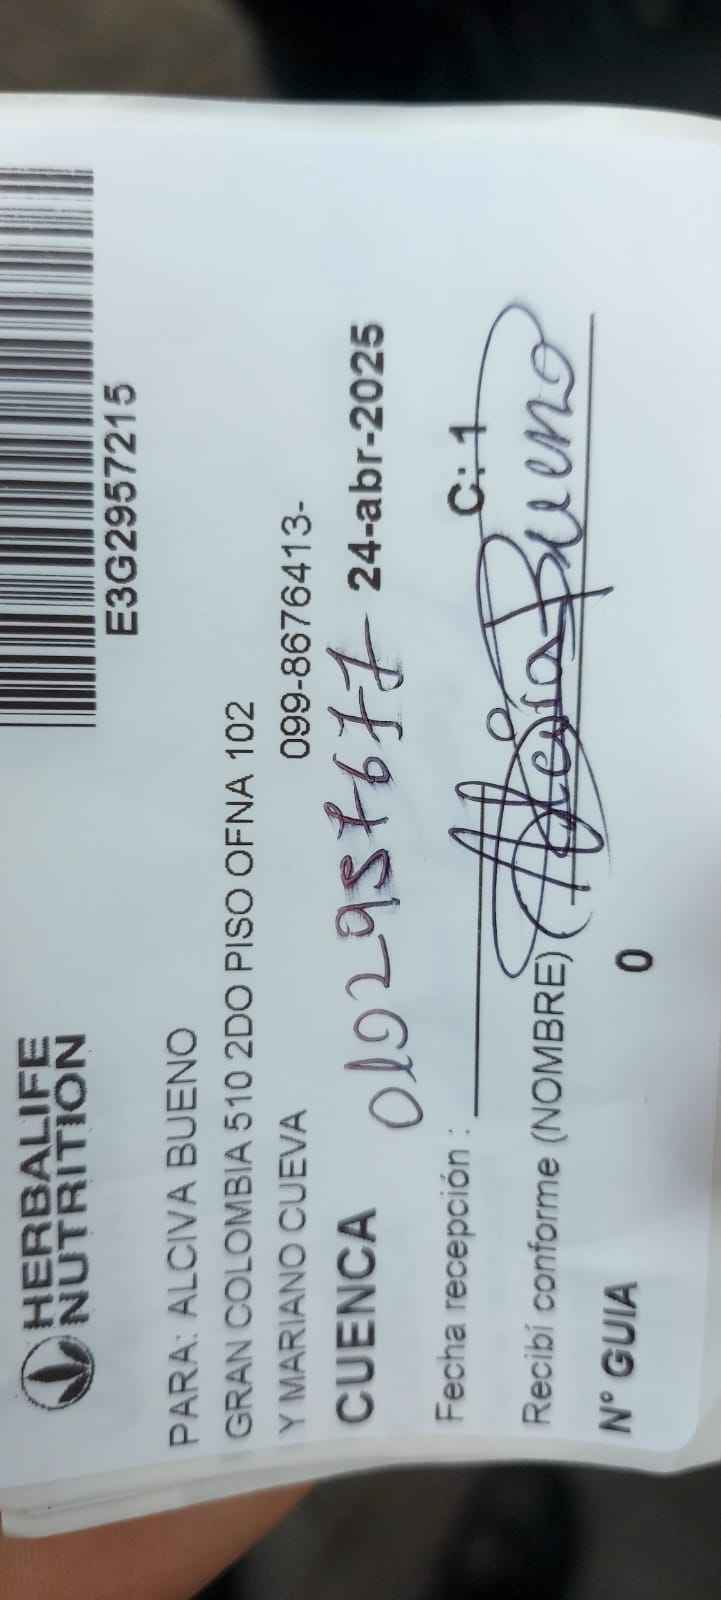 HERBALIFE
NUTRITION
E3G2957215
PARA: ALCIVA BUENO
GRAN COLOMBIA 510 2DO PISO OFNA 102
Y MARIANO CUEVA 099-8676413-
CUENCA 0102957677 24-abr-2025
Fecha recepción : C: 1
Recibí conforme (NOMBRE) Bueno
N° GUIA 0